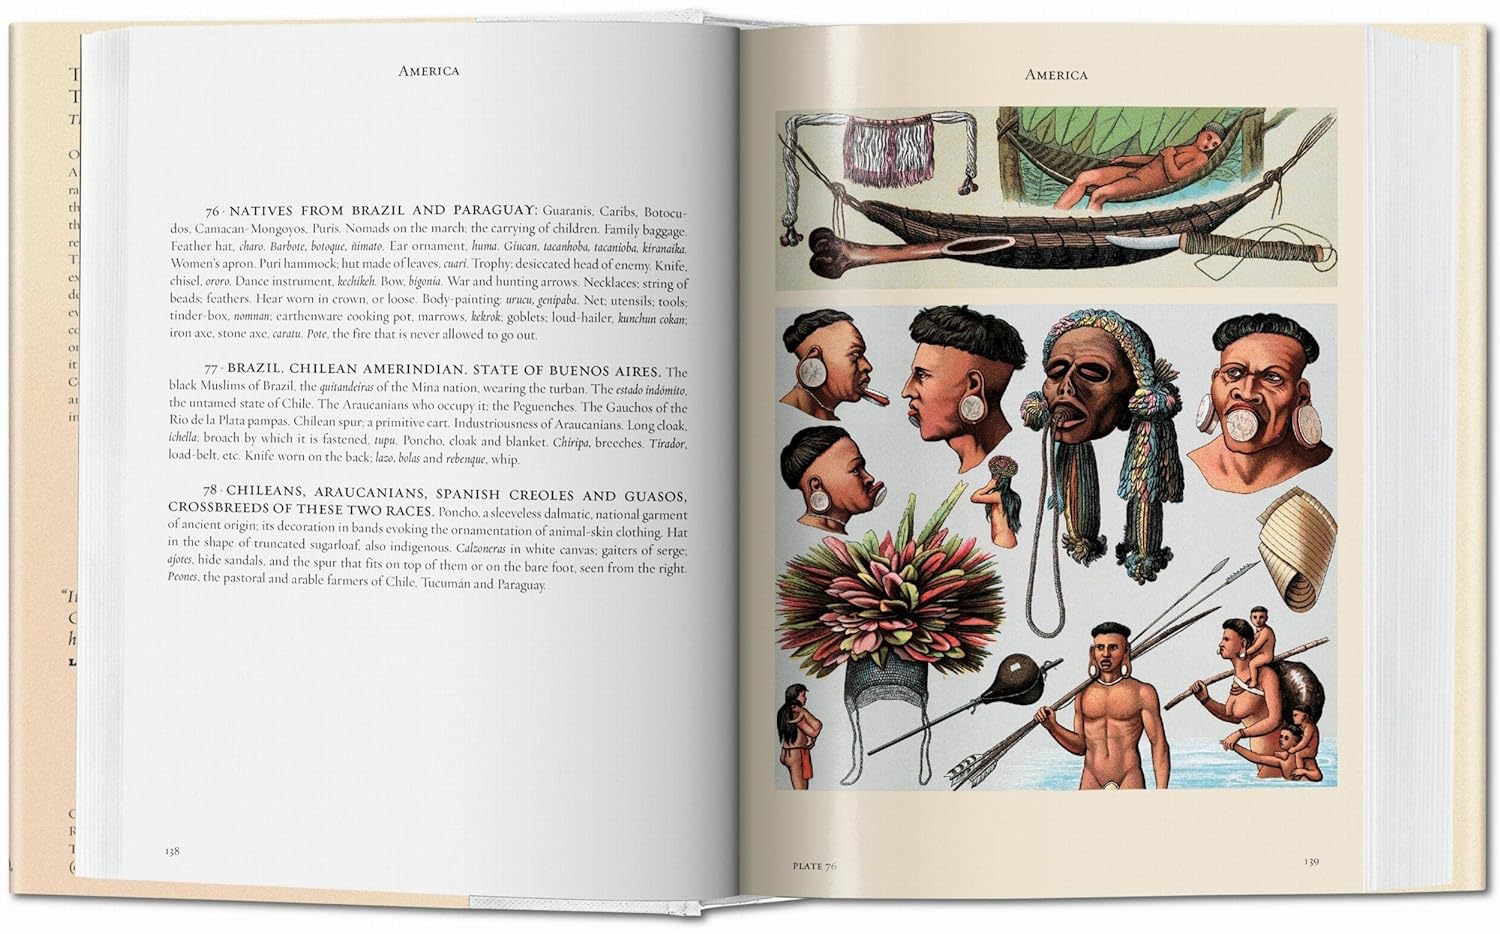 AMERICA
76 · NATIVES FROM BRAZIL AND PARAGUAY: Guaranis, Caribs, Botocu-
dos, Camacan-Mongoyos, Puris. Nomads on the march; the carrying of children. Family baggage.
Feather hat, charo. Barbote, botoque, ñimato. Ear ornament, huma. Giucan, tacanhoba, tacanioba, kiranaika.
Women's apron. Puri hammock; hut made of leaves, cuari. Trophy: desiccated head of enemy. Knife,
chisel, ororo. Dance instrument, kechikeh. Bow, bigonia. War and hunting arrows. Necklaces; string of
beads; feathers. Hear worn in crown, or loose. Body-painting: urucu, genipaba. Net; utensils; tools;
tinder-box, nomnan; earthenware cooking pot, marrows, kekrok; goblets; loud-hailer, kunchun cokan;
iron axe, stone axe, caratu. Pote, the fire that is never allowed to go out.
77 · BRAZIL. CHILEAN AMERINDIAN. STATE OF BUENOS AIRES. The
black Muslims of Brazil, the quitandeiras of the Mina nation, wearing the turban. The estado indómito,
the untamed state of Chile. The Araucanians who occupy it; the Peguenches. The Gauchos of the
Rio de la Plata pampas. Chilean spur; a primitive cart. Industriousness of Araucanians. Long cloak,
ichella; broach by which it is fastened, tupu. Poncho, cloak and blanket. Chiripa, breeches. Tirador,
load-belt, etc. Knife worn on the back; lazo, bolas and rebenque, whip.
78 · CHILEANS, ARAUCANIANS, SPANISH CREOLES AND GUASOS,
CROSSBREEDS OF THESE TWO RACES. Poncho, a sleeveless dalmatic, national garment
of ancient origin; its decoration in bands evoking the ornamentation of animal-skin clothing. Hat
in the shape of truncated sugarloaf, also indigenous. Calzoneras in white canvas; gaiters of serge;
ajotes, hide sandals, and the spur that fits on top of them or on the bare foot, seen from the right.
Peones, the pastoral and arable farmers of Chile, Tucumán and Paraguay.
138
AMERICA
PLATE 76
139